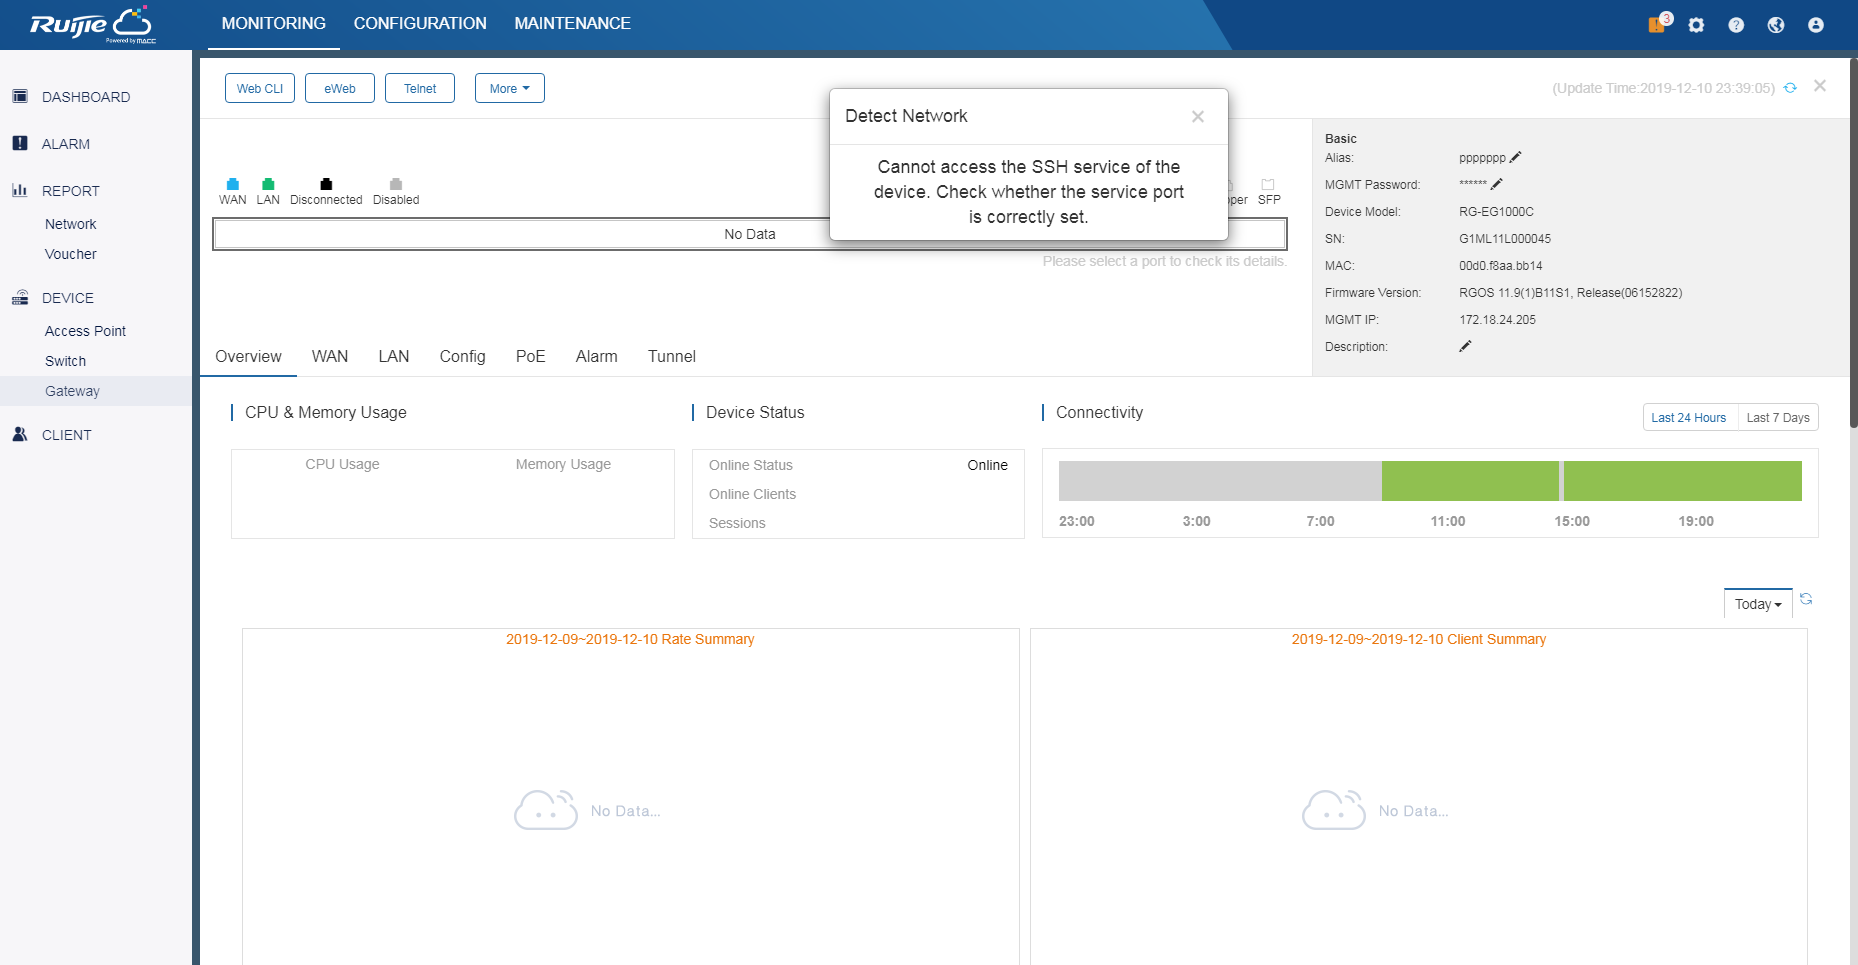 Ruijie
Powered by MACC
MONITORING
CONFIGURATION
MAINTENANCE
3
DASHBOARD
ALARM
REPORT
Network
Voucher
DEVICE
Access Point
Switch
Gateway
CLIENT
Web CLI
eWeb
Telnet
More
(Update Time:2019-12-10 23:39:05)
Detect Network
Cannot access the SSH service of the
device. Check whether the service port
is correctly set.
WAN
LAN
Disconnected
Disabled
SFP
No Data
Please select a port to check its details.
Basic
Alias: ppppppp
MGMT Password: ******
Device Model: RG-EG1000C
SN: G1ML11L000045
MAC: 00d0.f8aa.bb14
Firmware Version: RGOS 11.9(1)B11S1, Release(06152822)
MGMT IP: 172.18.24.205
Description:
Overview
WAN
LAN
Config
PoE
Alarm
Tunnel
CPU & Memory Usage
CPU Usage
Memory Usage
Device Status
Online Status Online
Online Clients
Sessions
Connectivity
Last 24 Hours
Last 7 Days
23:00 3:00 7:00 11:00 15:00 19:00
Today
2019-12-09~2019-12-10 Rate Summary
No Data...
2019-12-09~2019-12-10 Client Summary
No Data...